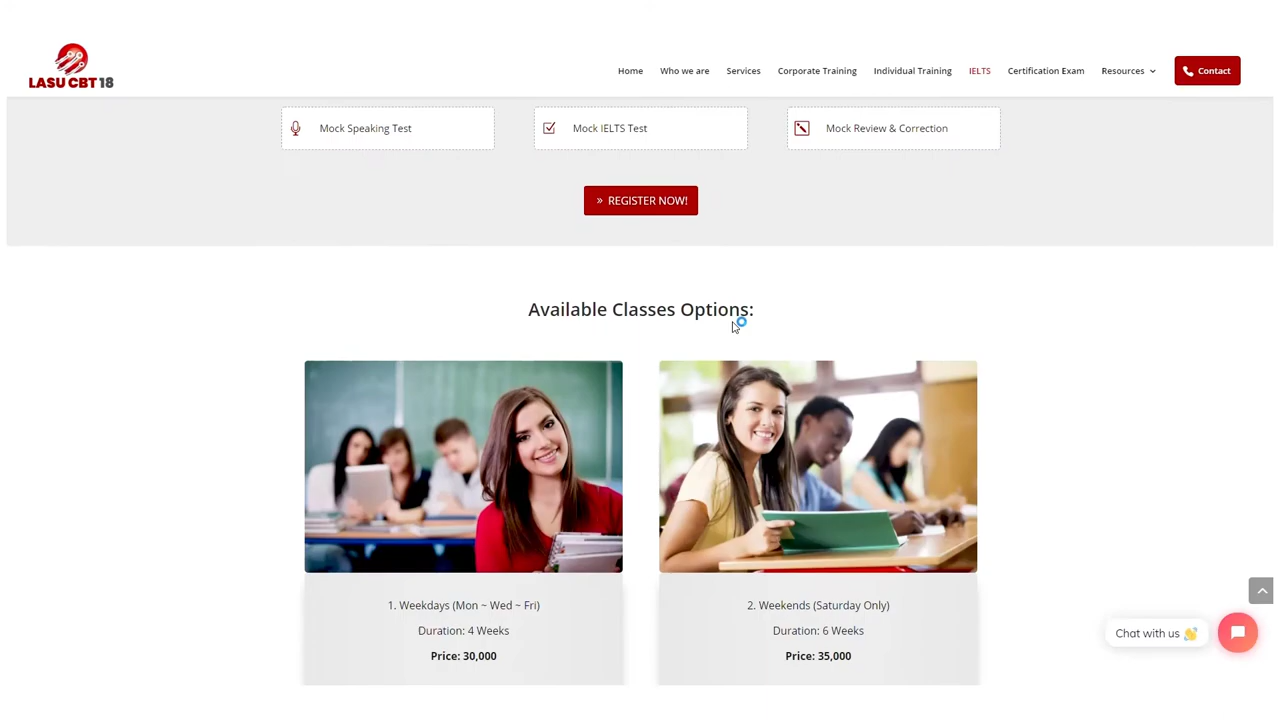 LASU CBT 18
Home Who we are Services Corporate Training Individual Training IELTS Certification Exam Resources Contact
Mock Speaking Test Mock IELTS Test Mock Review & Correction
» REGISTER NOW!
Available Classes Options:
1. Weekdays (Mon ~ Wed ~ Fri)
Duration: 4 Weeks
Price: 30,000
2. Weekends (Saturday Only)
Duration: 6 Weeks
Price: 35,000
Chat with us 👋